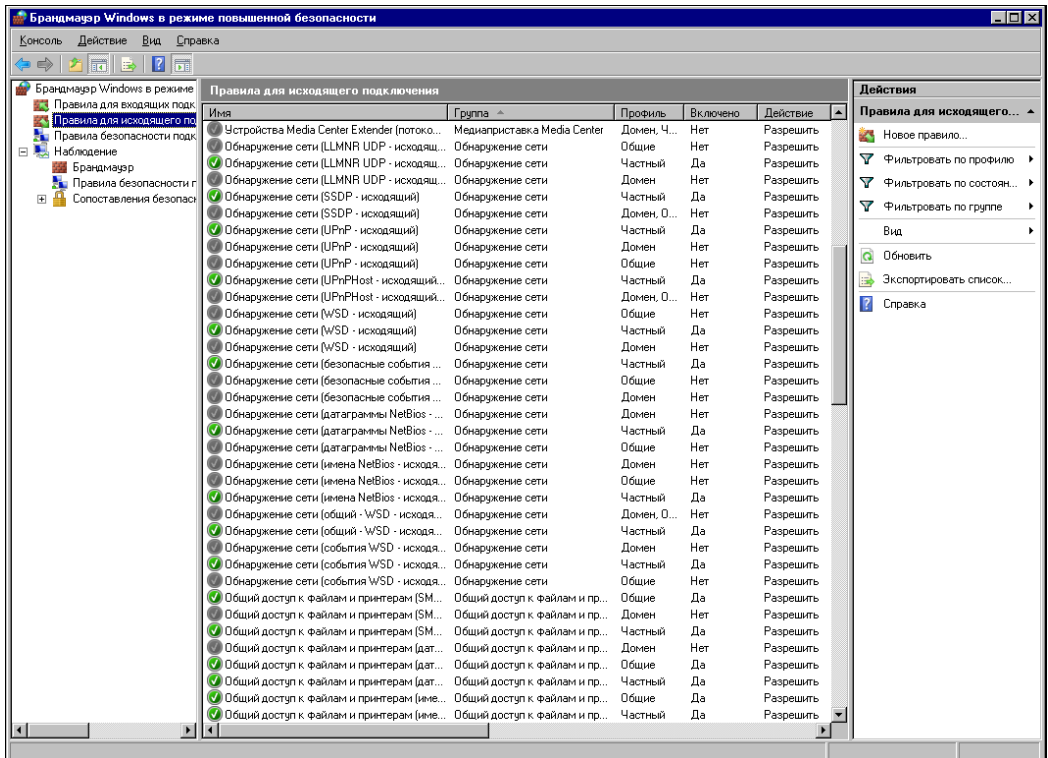 Брандмауэр Windows в режиме повышенной безопасности
Консоль Действие Вид Справка
Брандмауэр Windows в режиме
Правила для входящих подк
Правила для исходящего по
Правила безопасности подк
Наблюдение
Брандмауэр
Правила безопасности г
Сопоставления безопасн
Правила для исходящего подключения
Имя Группа Профиль Включено Действие
Устройства Media Center Extender (потоко... Медиаприставка Media Center Домен, Ч... Нет Разрешить
Обнаружение сети (LLMNR UDP - исходящ... Обнаружение сети Общие Нет Разрешить
Обнаружение сети (LLMNR UDP - исходящ... Обнаружение сети Частный Да Разрешить
Обнаружение сети (LLMNR UDP - исходящ... Обнаружение сети Домен Нет Разрешить
Обнаружение сети (SSDP - исходящий) Обнаружение сети Частный Да Разрешить
Обнаружение сети (SSDP - исходящий) Обнаружение сети Домен, О... Нет Разрешить
Обнаружение сети (UPnP - исходящий) Обнаружение сети Частный Да Разрешить
Обнаружение сети (UPnP - исходящий) Обнаружение сети Домен Нет Разрешить
Обнаружение сети (UPnP - исходящий) Обнаружение сети Общие Нет Разрешить
Обнаружение сети (UPnPHost - исходящий... Обнаружение сети Частный Да Разрешить
Обнаружение сети (UPnPHost - исходящий... Обнаружение сети Домен, О... Нет Разрешить
Обнаружение сети (WSD - исходящий) Обнаружение сети Общие Нет Разрешить
Обнаружение сети (WSD - исходящий) Обнаружение сети Частный Да Разрешить
Обнаружение сети (WSD - исходящий) Обнаружение сети Домен Нет Разрешить
Обнаружение сети (безопасные события ... Обнаружение сети Частный Да Разрешить
Обнаружение сети (безопасные события ... Обнаружение сети Общие Нет Разрешить
Обнаружение сети (безопасные события ... Обнаружение сети Домен Нет Разрешить
Обнаружение сети (датаграммы NetBios - ... Обнаружение сети Домен Нет Разрешить
Обнаружение сети (датаграммы NetBios - ... Обнаружение сети Частный Да Разрешить
Обнаружение сети (датаграммы NetBios - ... Обнаружение сети Общие Нет Разрешить
Обнаружение сети (имена NetBios - исходя... Обнаружение сети Домен Нет Разрешить
Обнаружение сети (имена NetBios - исходя... Обнаружение сети Общие Нет Разрешить
Обнаружение сети (имена NetBios - исходя... Обнаружение сети Частный Да Разрешить
Обнаружение сети (общий - WSD - исходя... Обнаружение сети Домен, О... Нет Разрешить
Обнаружение сети (общий - WSD - исходя... Обнаружение сети Частный Да Разрешить
Обнаружение сети (события WSD - исходя... Обнаружение сети Домен Нет Разрешить
Обнаружение сети (события WSD - исходя... Обнаружение сети Частный Да Разрешить
Обнаружение сети (события WSD - исходя... Обнаружение сети Общие Нет Разрешить
Общий доступ к файлам и принтерам (SM... Общий доступ к файлам и пр... Общие Да Разрешить
Общий доступ к файлам и принтерам (SM... Общий доступ к файлам и пр... Домен Нет Разрешить
Общий доступ к файлам и принтерам (SM... Общий доступ к файлам и пр... Частный Да Разрешить
Общий доступ к файлам и принтерам (дат... Общий доступ к файлам и пр... Домен Нет Разрешить
Общий доступ к файлам и принтерам (дат... Общий доступ к файлам и пр... Общие Да Разрешить
Общий доступ к файлам и принтерам (дат... Общий доступ к файлам и пр... Частный Да Разрешить
Общий доступ к файлам и принтерам (име... Общий доступ к файлам и пр... Общие Да Разрешить
Общий доступ к файлам и принтерам (име... Общий доступ к файлам и пр... Частный Да Разрешить
Действия
Правила для исходящего...
Новое правило...
Фильтровать по профилю
Фильтровать по состоян...
Фильтровать по группе
Вид
Обновить
Экспортировать список...
Справка